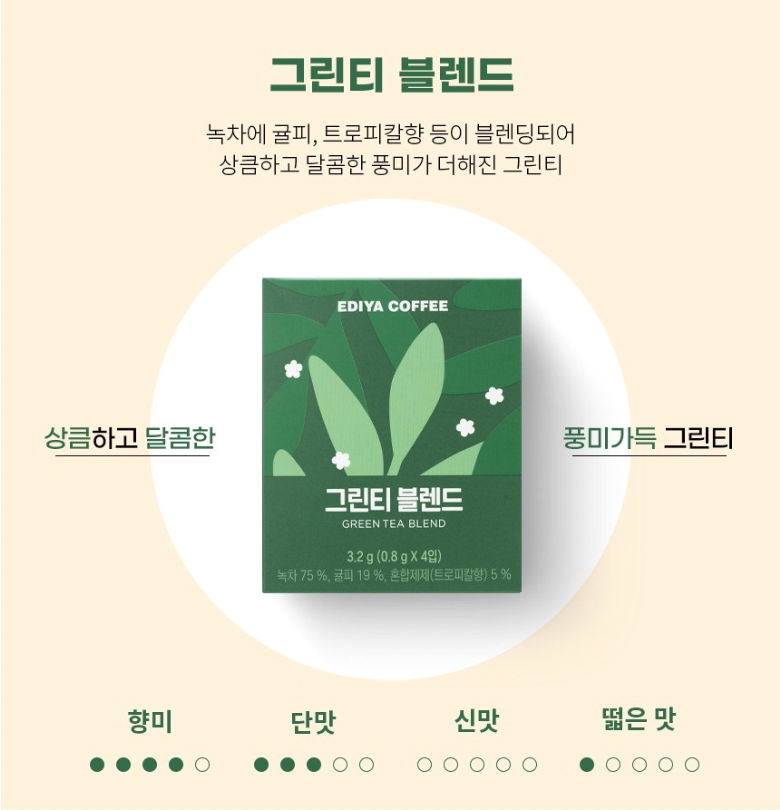 그린티 블렌드
녹차에 귤피, 트로피칼향 등이 블렌딩되어
상큼하고 달콤한 풍미가 더해진 그린티
EDIYA COFFEE
상큼하고 달콤한
풍미가득 그린티
그린티 블렌드
GREEN TEA BLEND
3.2 g (0.8 g X 4입)
녹차 75 %, 귤피 19 %, 혼합제제(트로피칼향) 5 %
향미
단맛
신맛
떫은 맛